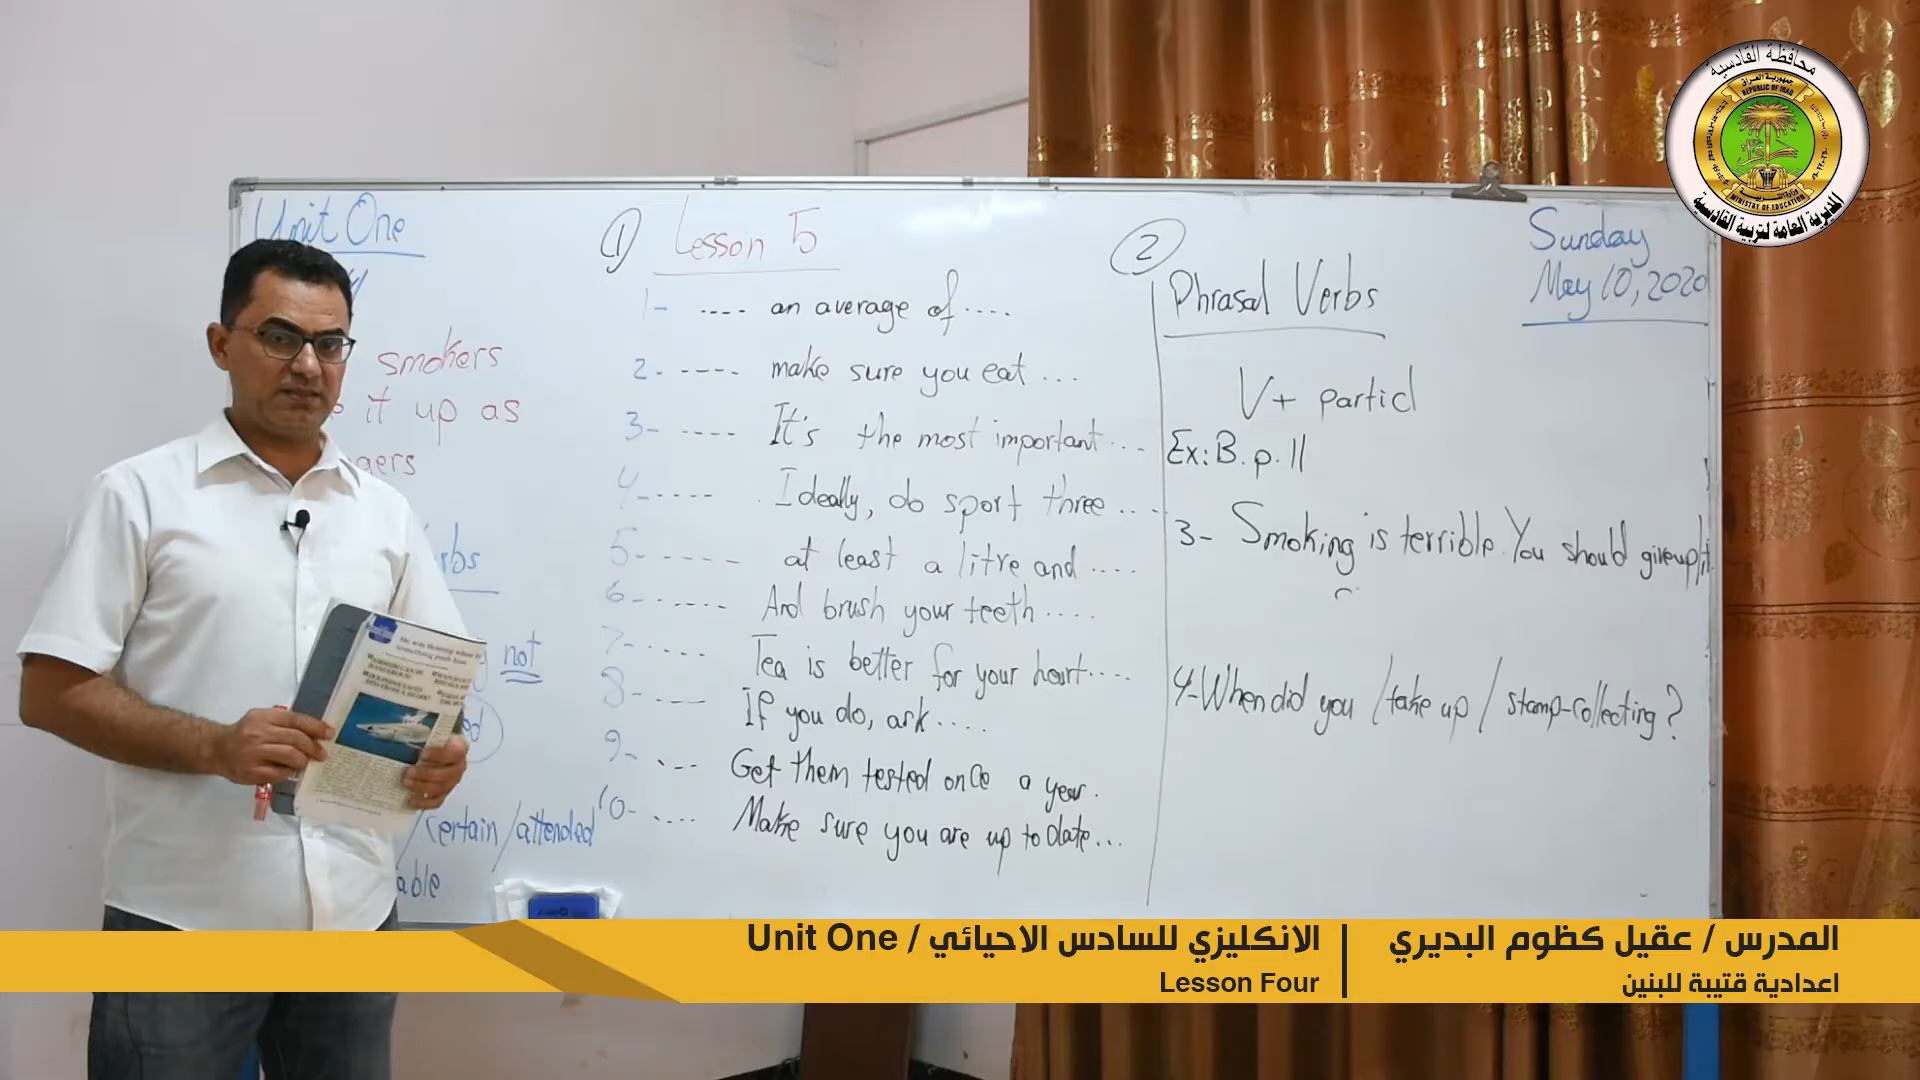 محافظة القادسية
جمهورية العراق
REPUBLIC OF IRAQ
MINISTRY OF EDUCATION
المديرية العامة لتربية القادسية
Unit One
smokers
it up as
not
/certain/attended
able
1 Lesson 5
1- .... an average of ....
2. .... make sure you eat ...
3- .... It's the most important ...
4- .... Ideally, do sport three ...
5- .... at least a litre and ....
6- ..... And brush your teeth ....
7- .... Tea is better for your heart ....
8- .... If you do, ask ....
9- ... Get them tested once a year.
10- .... Make sure you are up to date...
2
Phrasal Verbs
V + particl
Ex: B. p. 11
3- Smoking is terrible. You should give up/it.
4- When did you /take up/ stamp-collecting?
Sunday
May 10, 2020
المدرس / عقيل كظوم البديري
اعدادية قتيبة للبنين
الانكليزي للسادس الاحيائي / Unit One
Lesson Four